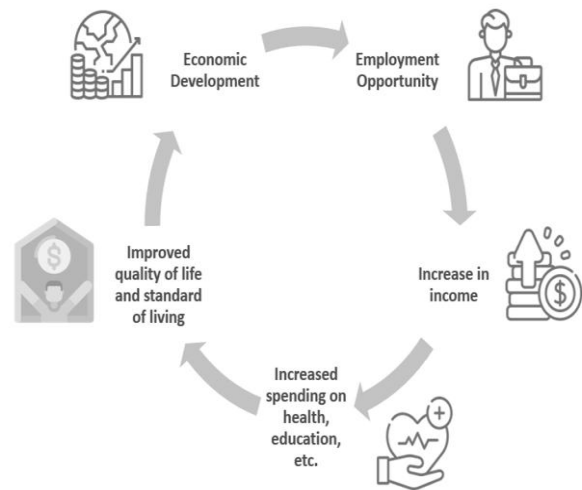 Economic
Development
Employment
Opportunity
Increase in
income
Increased
spending on
health,
education,
etc.
Improved
quality of life
and standard
of living
$
$